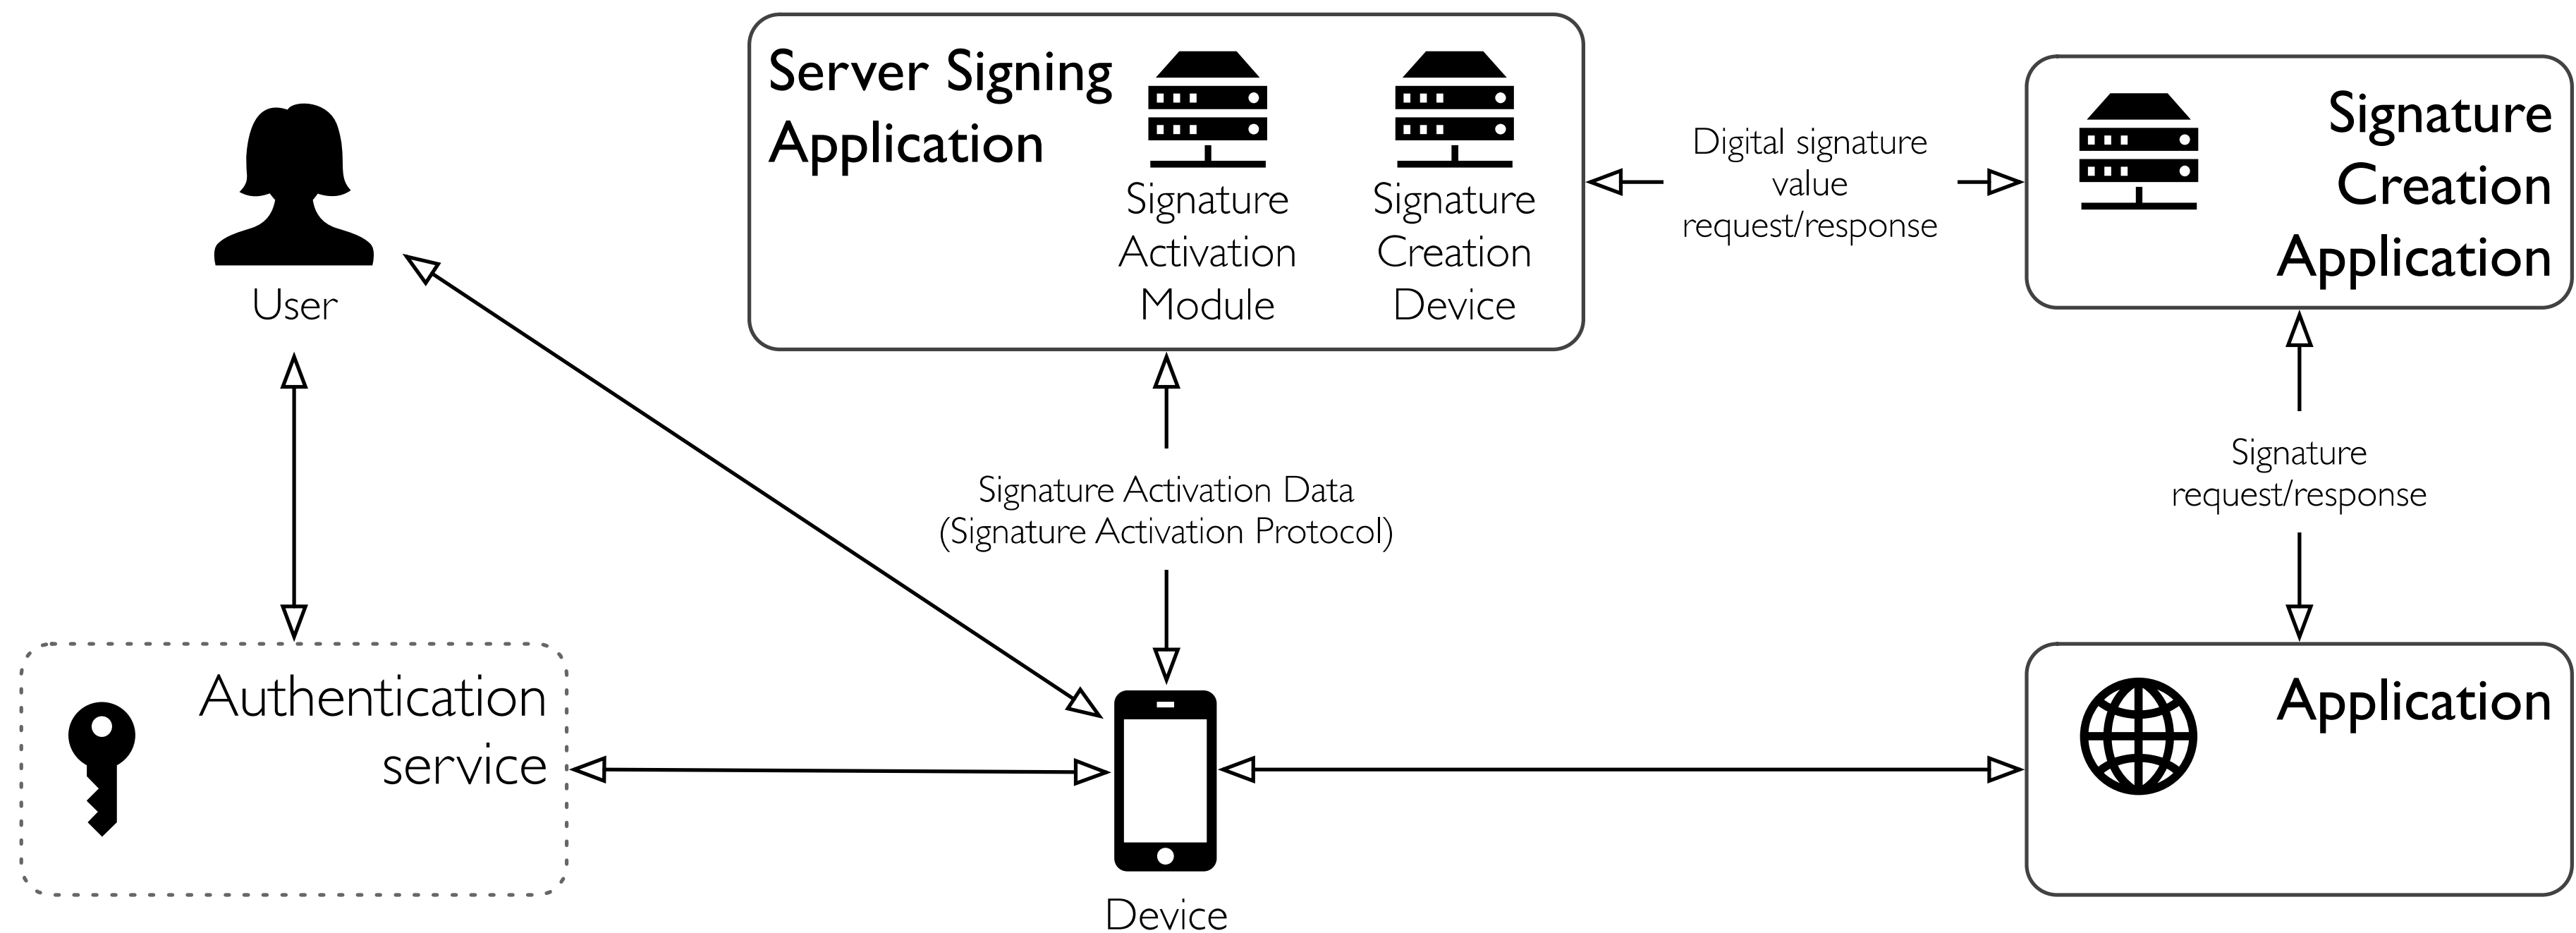 Server Signing
Application
Signature
Activation
Module
Signature
Creation
Device
Digital signature
value
request/response
Signature
Creation
Application
User
Signature Activation Data
(Signature Activation Protocol)
Signature
request/response
Authentication
service
Device
Application